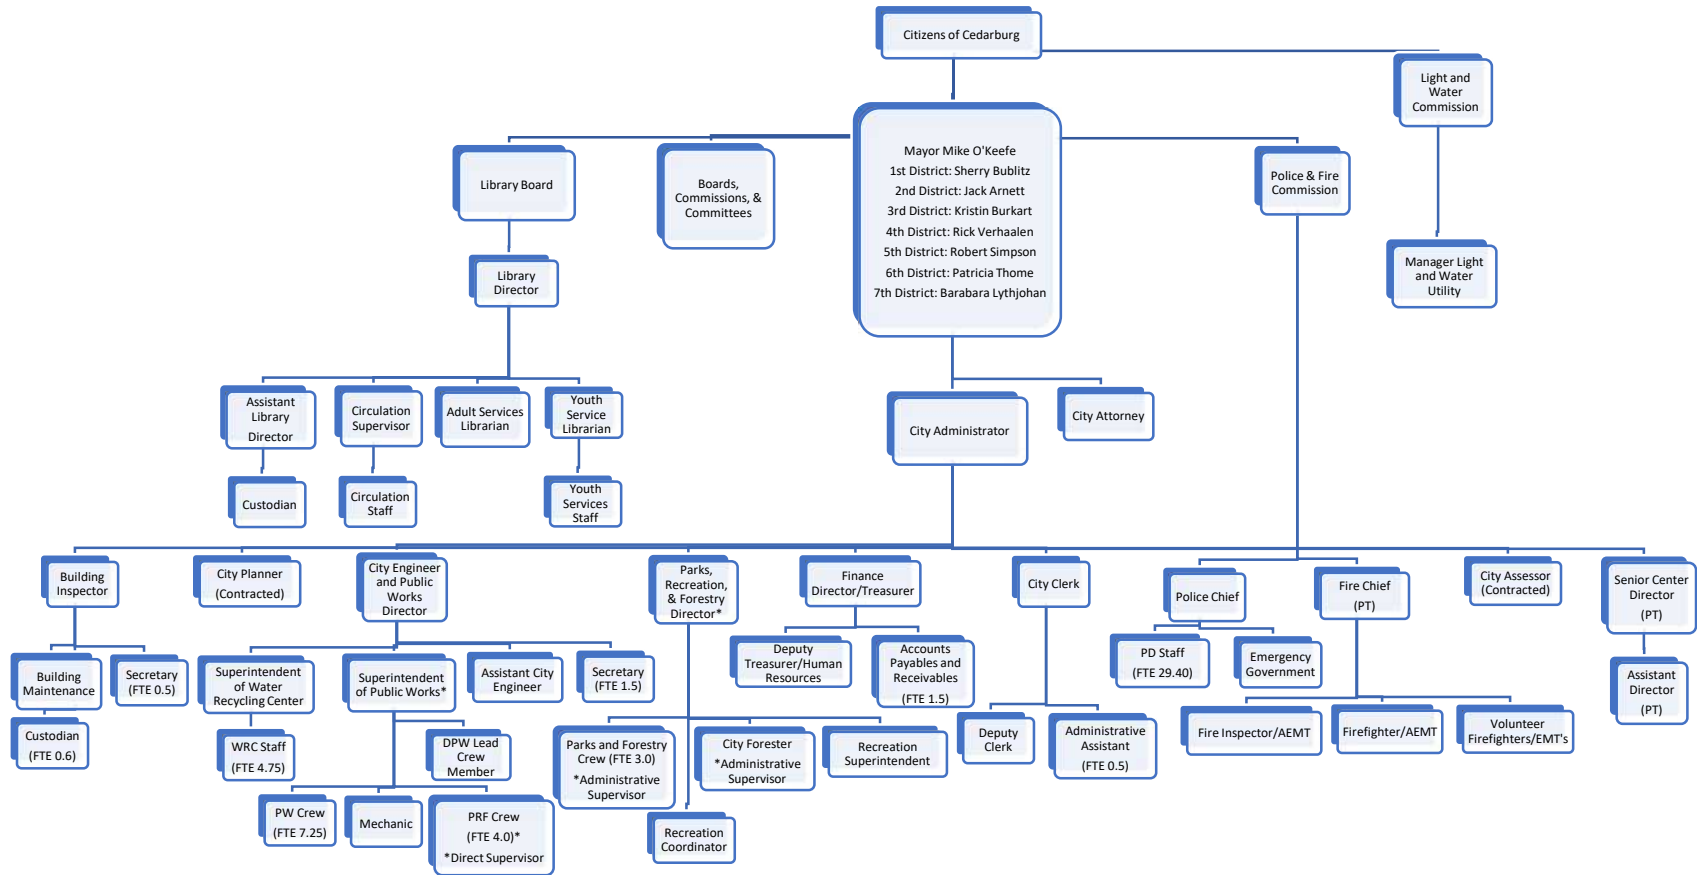 Citizens of Cedarburg
Light and
Water
Commission
Mayor Mike O'Keefe
1st District: Sherry Bublitz
2nd District: Jack Arnett
3rd District: Kristin Burkart
4th District: Rick Verhaalen
5th District: Robert Simpson
6th District: Patricia Thome
7th District: Barabara Lythjohan
Library Board
Boards,
Commissions, &
Committees
Police & Fire
Commission
Library
Director
Manager Light
and Water
Utility
Assistant
Library
Director
Circulation
Supervisor
Adult Services
Librarian
Youth
Service
Librarian
City Administrator
City Attorney
Custodian
Circulation
Staff
Youth
Services
Staff
Building
Inspector
City Planner
(Contracted)
City Engineer
and Public
Works
Director
Parks,
Recreation,
& Forestry
Director*
Finance
Director/Treasurer
City Clerk
Police Chief
Fire Chief
(PT)
City Assessor
(Contracted)
Senior Center
Director
(PT)
Building
Maintenance
Secretary
(FTE 0.5)
Superintendent
of Water
Recycling Center
Superintendent
of Public Works*
Assistant City
Engineer
Secretary
(FTE 1.5)
Deputy
Treasurer/Human
Resources
Accounts
Payables and
Receivables
(FTE 1.5)
PD Staff
(FTE 29.40)
Emergency
Government
Assistant
Director
(PT)
Custodian
(FTE 0.6)
WRC Staff
(FTE 4.75)
DPW Lead
Crew
Member
Parks and Forestry
Crew (FTE 3.0)
*Administrative
Supervisor
City Forester
*Administrative
Supervisor
Recreation
Superintendent
Deputy
Clerk
Administrative
Assistant
(FTE 0.5)
Fire Inspector/AEMT
Firefighter/AEMT
Volunteer
Firefighters/EMT's
PW Crew
(FTE 7.25)
Mechanic
PRF Crew
(FTE 4.0)*
*Direct Supervisor
Recreation
Coordinator